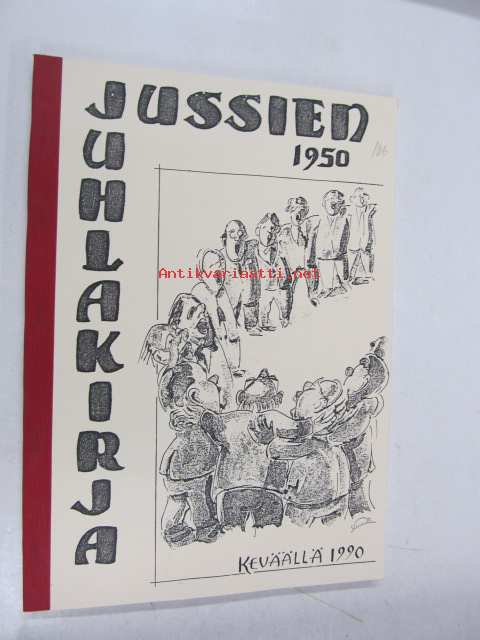 JUSSIEN
1950
JUHLAKIRJA
Antikvariaatti.net
KEVÄÄLLÄ 1990